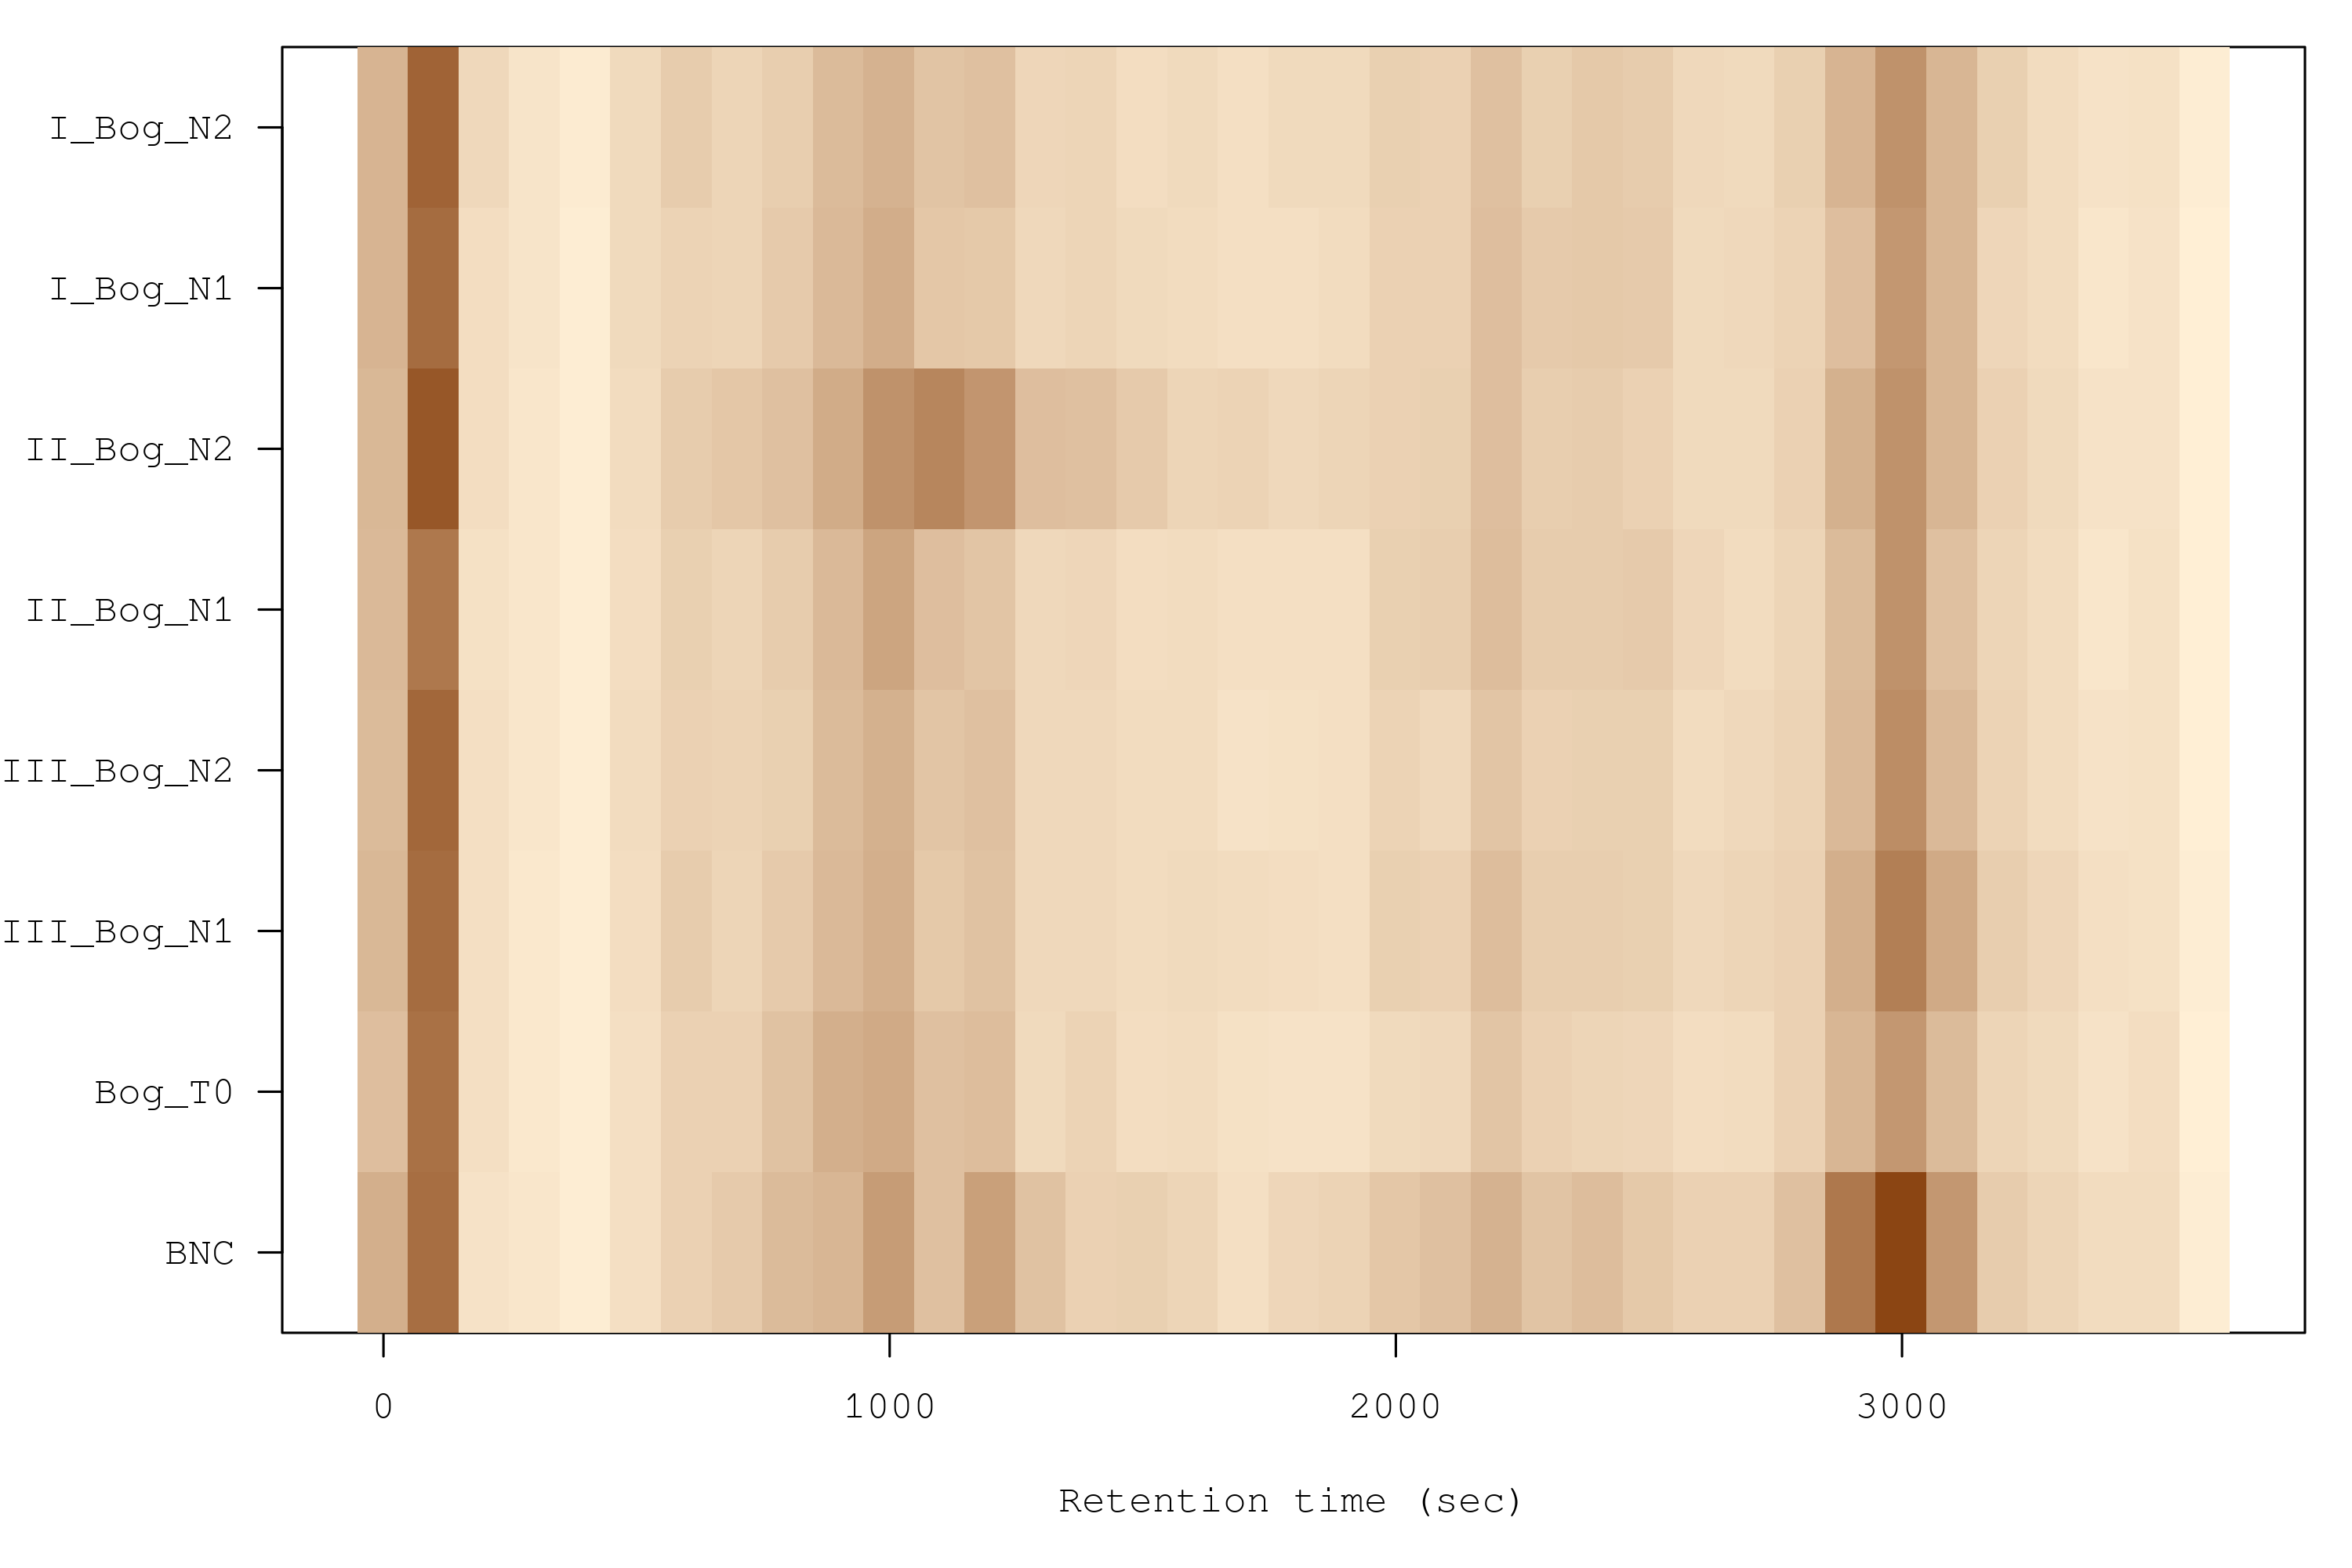 I_Bog_N2
I_Bog_N1
II_Bog_N2
II_Bog_N1
III_Bog_N2
III_Bog_N1
Bog_T0
BNC
0 1000 2000 3000
Retention time (sec)